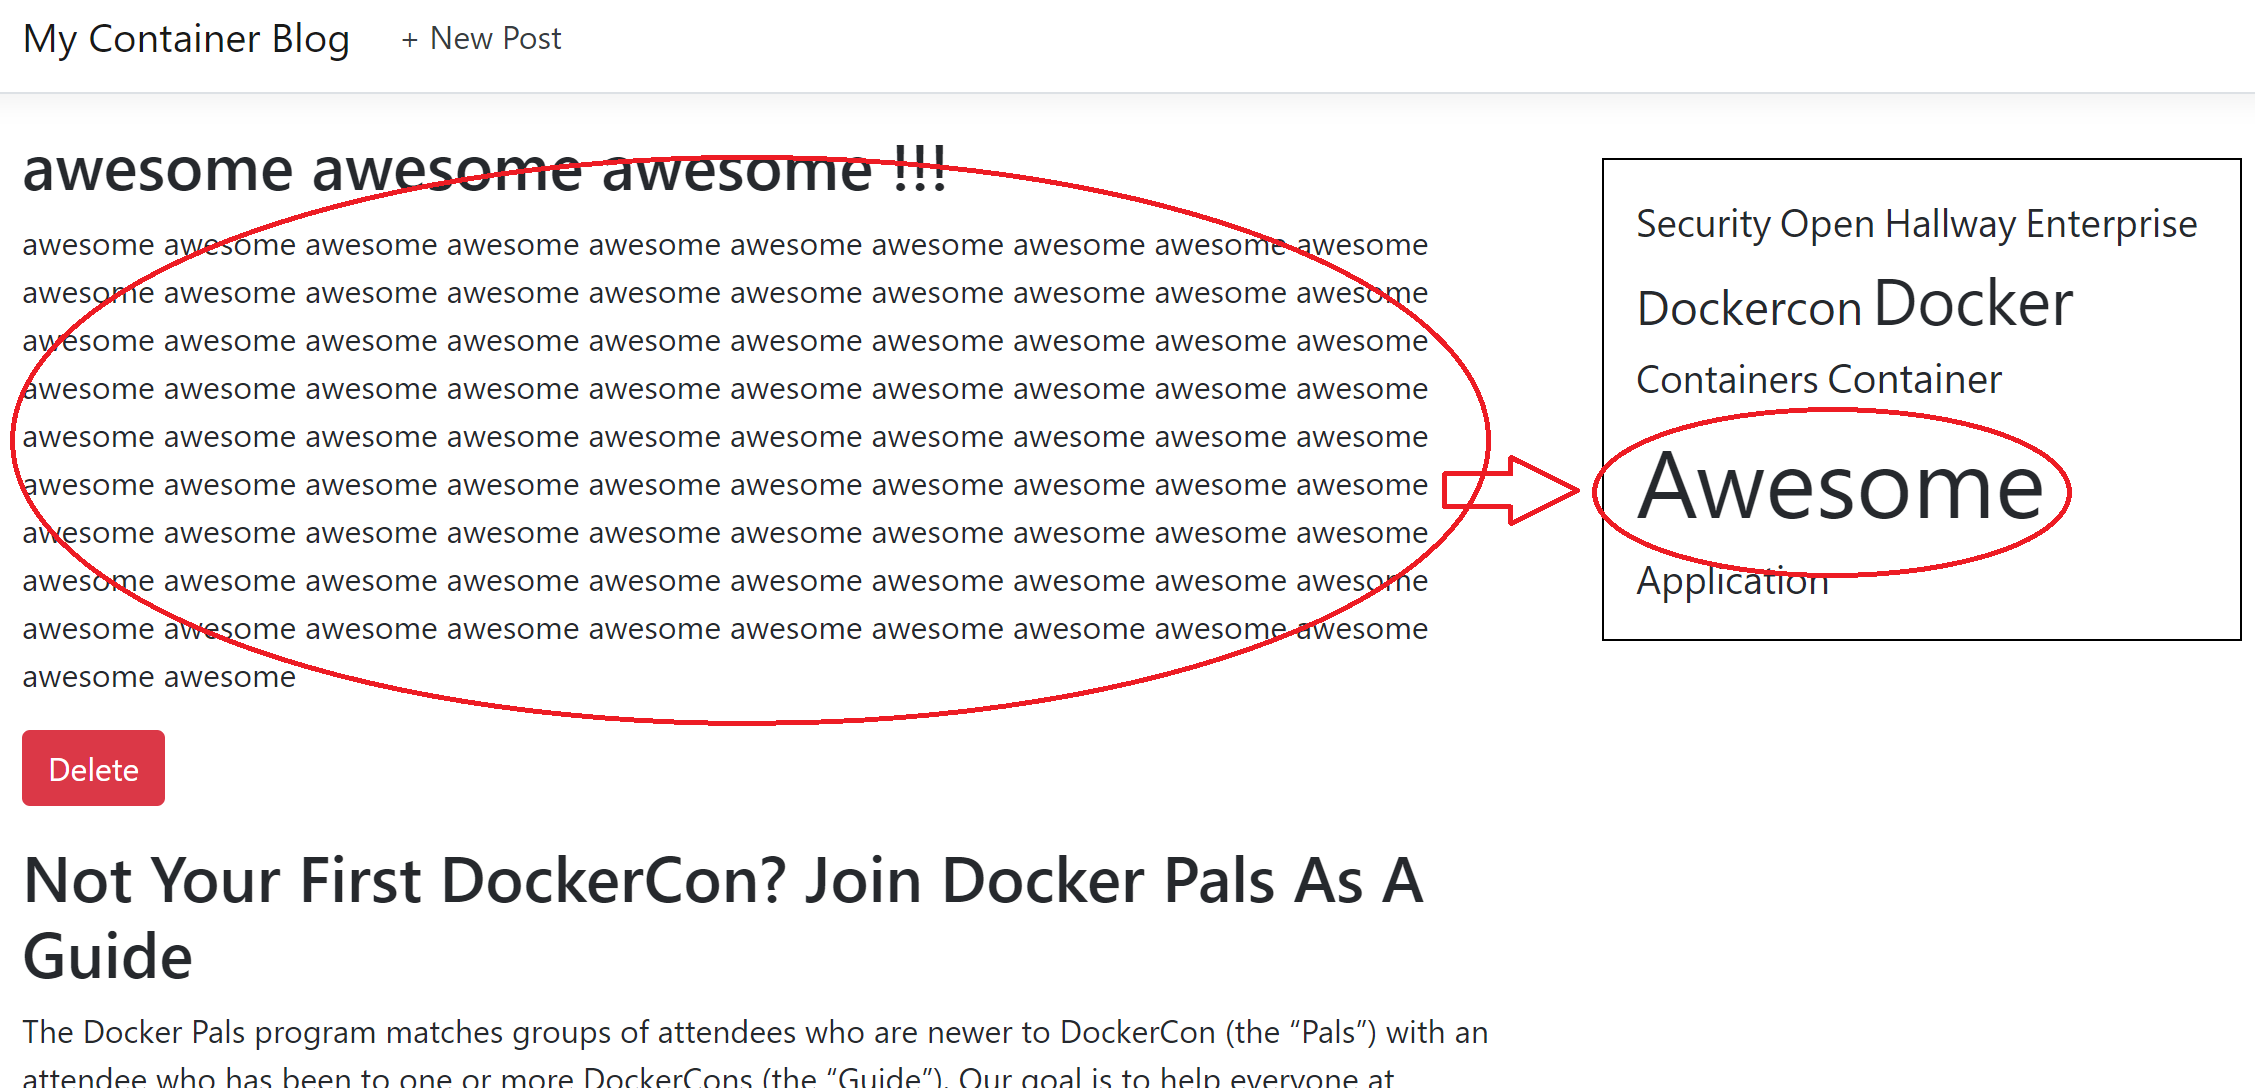 My Container Blog + New Post
awesome awesome awesome !!!
awesome awesome awesome awesome awesome awesome awesome awesome awesome awesome
awesome awesome awesome awesome awesome awesome awesome awesome awesome awesome
awesome awesome awesome awesome awesome awesome awesome awesome awesome awesome
awesome awesome awesome awesome awesome awesome awesome awesome awesome awesome
awesome awesome awesome awesome awesome awesome awesome awesome awesome awesome
awesome awesome awesome awesome awesome awesome awesome awesome awesome awesome
awesome awesome awesome awesome awesome awesome awesome awesome awesome awesome
awesome awesome awesome awesome awesome awesome awesome awesome awesome awesome
awesome awesome awesome awesome awesome awesome awesome awesome awesome awesome
awesome awesome
Delete
Not Your First DockerCon? Join Docker Pals As A
Guide
The Docker Pals program matches groups of attendees who are newer to DockerCon (the “Pals”) with an
attendee who has been to one or more DockerCons (the “Guide”). Our goal is to help everyone at
Security Open Hallway Enterprise
Dockercon Docker
Containers Container
Awesome
Application